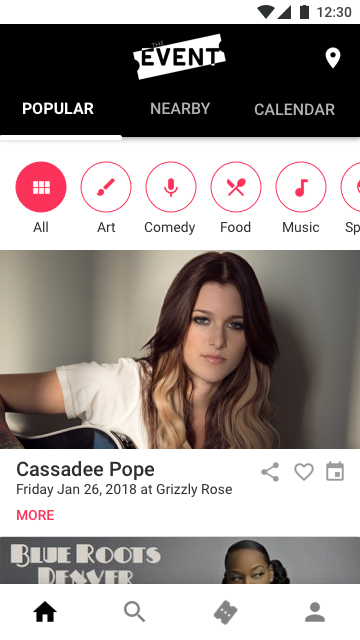 12:30
THE
EVENT
POPULAR
NEARBY
CALENDAR
All
Art
Comedy
Food
Music
Sp
Cassadee Pope
Friday Jan 26, 2018 at Grizzly Rose
MORE
BLUE ROOTS
DENVER